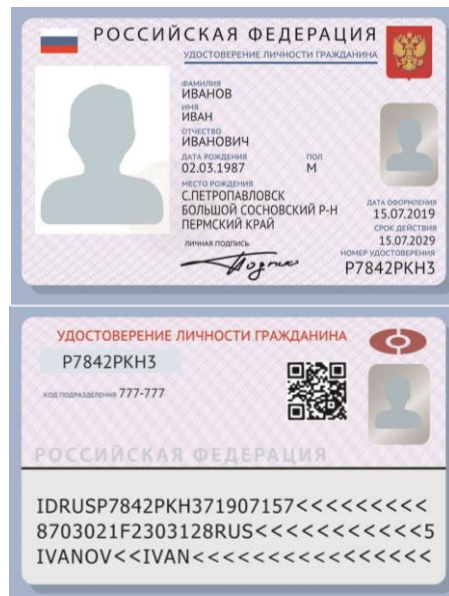 РОССИЙСКАЯ ФЕДЕРАЦИЯ
УДОСТОВЕРЕНИЕ ЛИЧНОСТИ ГРАЖДАНИНА
ФАМИЛИЯ
ИВАНОВ
ИМЯ
ИВАН
ОТЧЕСТВО
ИВАНОВИЧ
ДАТА РОЖДЕНИЯ ПОЛ
02.03.1987 М
МЕСТО РОЖДЕНИЯ
С.ПЕТРОПАВЛОВСК
БОЛЬШОЙ СОСНОВСКИЙ Р-Н
ПЕРМСКИЙ КРАЙ
ДАТА ОФОРМЛЕНИЯ
15.07.2019
СРОК ДЕЙСТВИЯ
15.07.2029
ЛИЧНАЯ ПОДПИСЬ
Подпись
НОМЕР УДОСТОВЕРЕНИЯ
Р7842РКН3
УДОСТОВЕРЕНИЕ ЛИЧНОСТИ ГРАЖДАНИНА
Р7842РКН3
КОД ПОДРАЗДЕЛЕНИЯ 777-777
РОССИЙСКАЯ ФЕДЕРАЦИЯ
IDRUSP7842PKH371907157<<<<<<<<<
8703021F2303128RUS<<<<<<<<<<<5
IVANOV<<IVAN<<<<<<<<<<<<<<<<